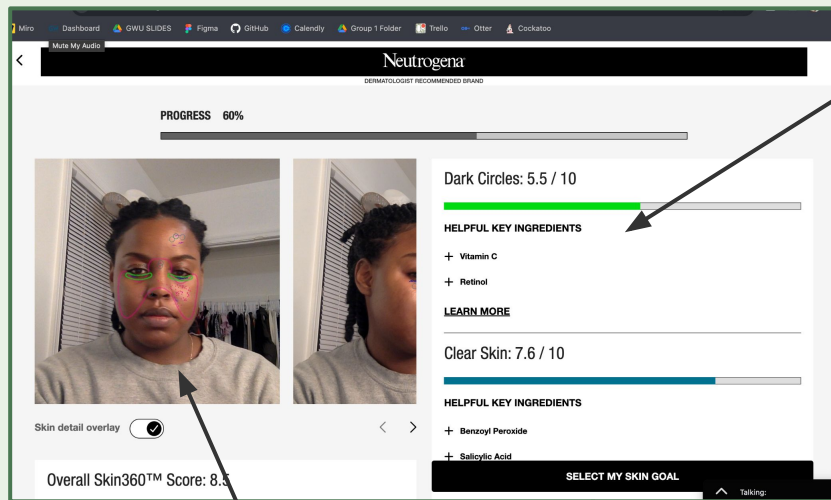 Miro Dashboard GWU SLIDES Figma GitHub Calendly Group 1 Folder Trello Otter Cockatoo
Mute My Audio
Neutrogena
DERMATOLOGIST RECOMMENDED BRAND
PROGRESS 60%
Dark Circles: 5.5 / 10
HELPFUL KEY INGREDIENTS
+ Vitamin C
+ Retinol
LEARN MORE
Clear Skin: 7.6 / 10
HELPFUL KEY INGREDIENTS
+ Benzoyl Peroxide
+ Salicylic Acid
Skin detail overlay
Overall Skin360™ Score: 8.5
SELECT MY SKIN GOAL
Talking: